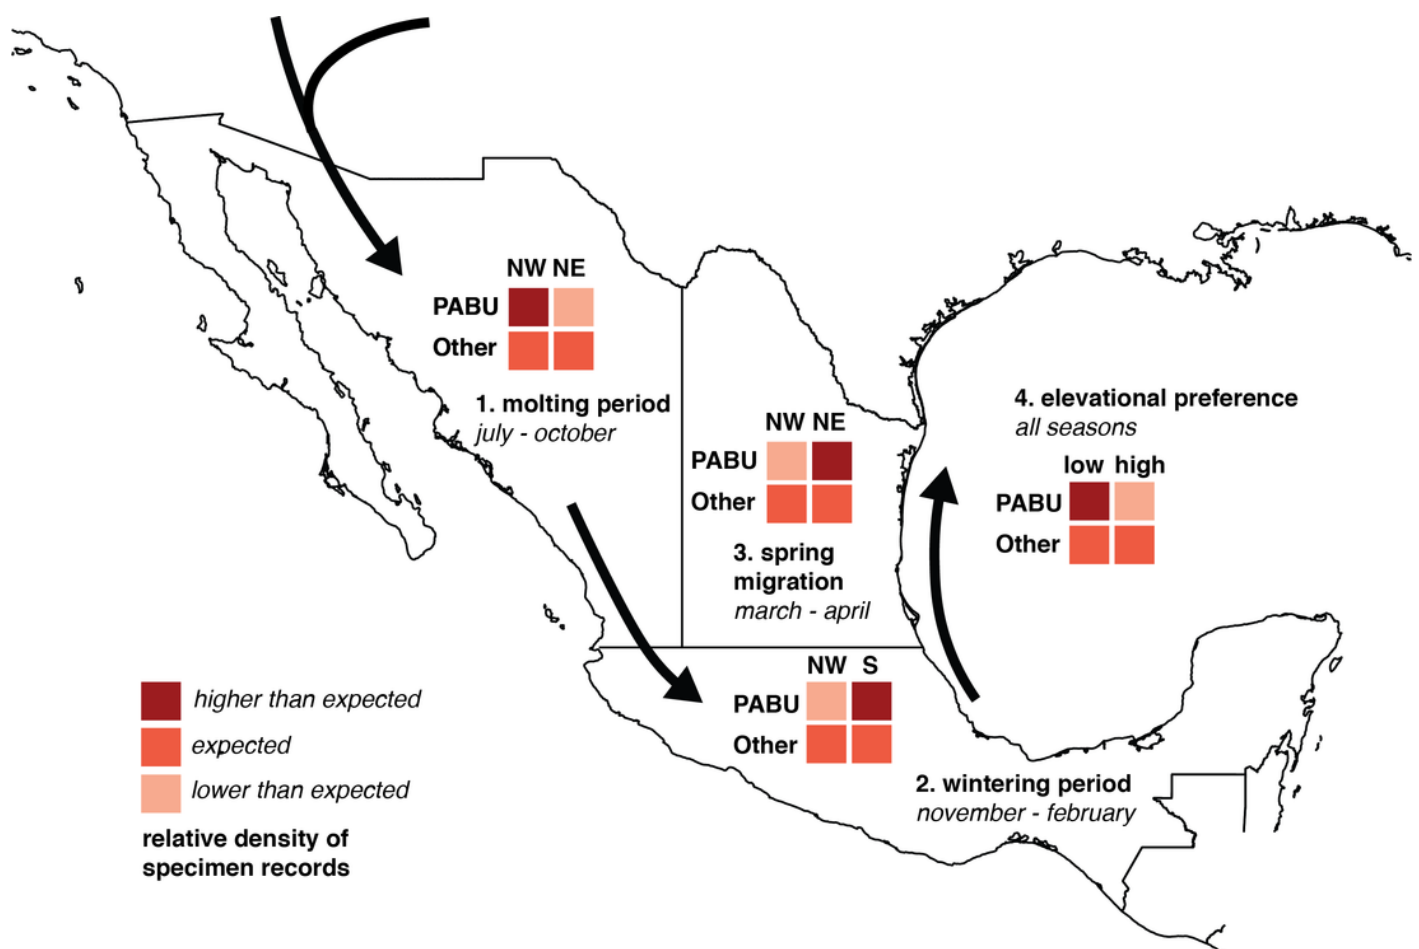 NW NE
PABU
Other
1. molting period
july - october
NW NE
PABU
Other
3. spring
migration
march - april
4. elevational preference
all seasons
low high
PABU
Other
NW S
PABU
Other
2. wintering period
november - february
higher than expected
expected
lower than expected
relative density of
specimen records